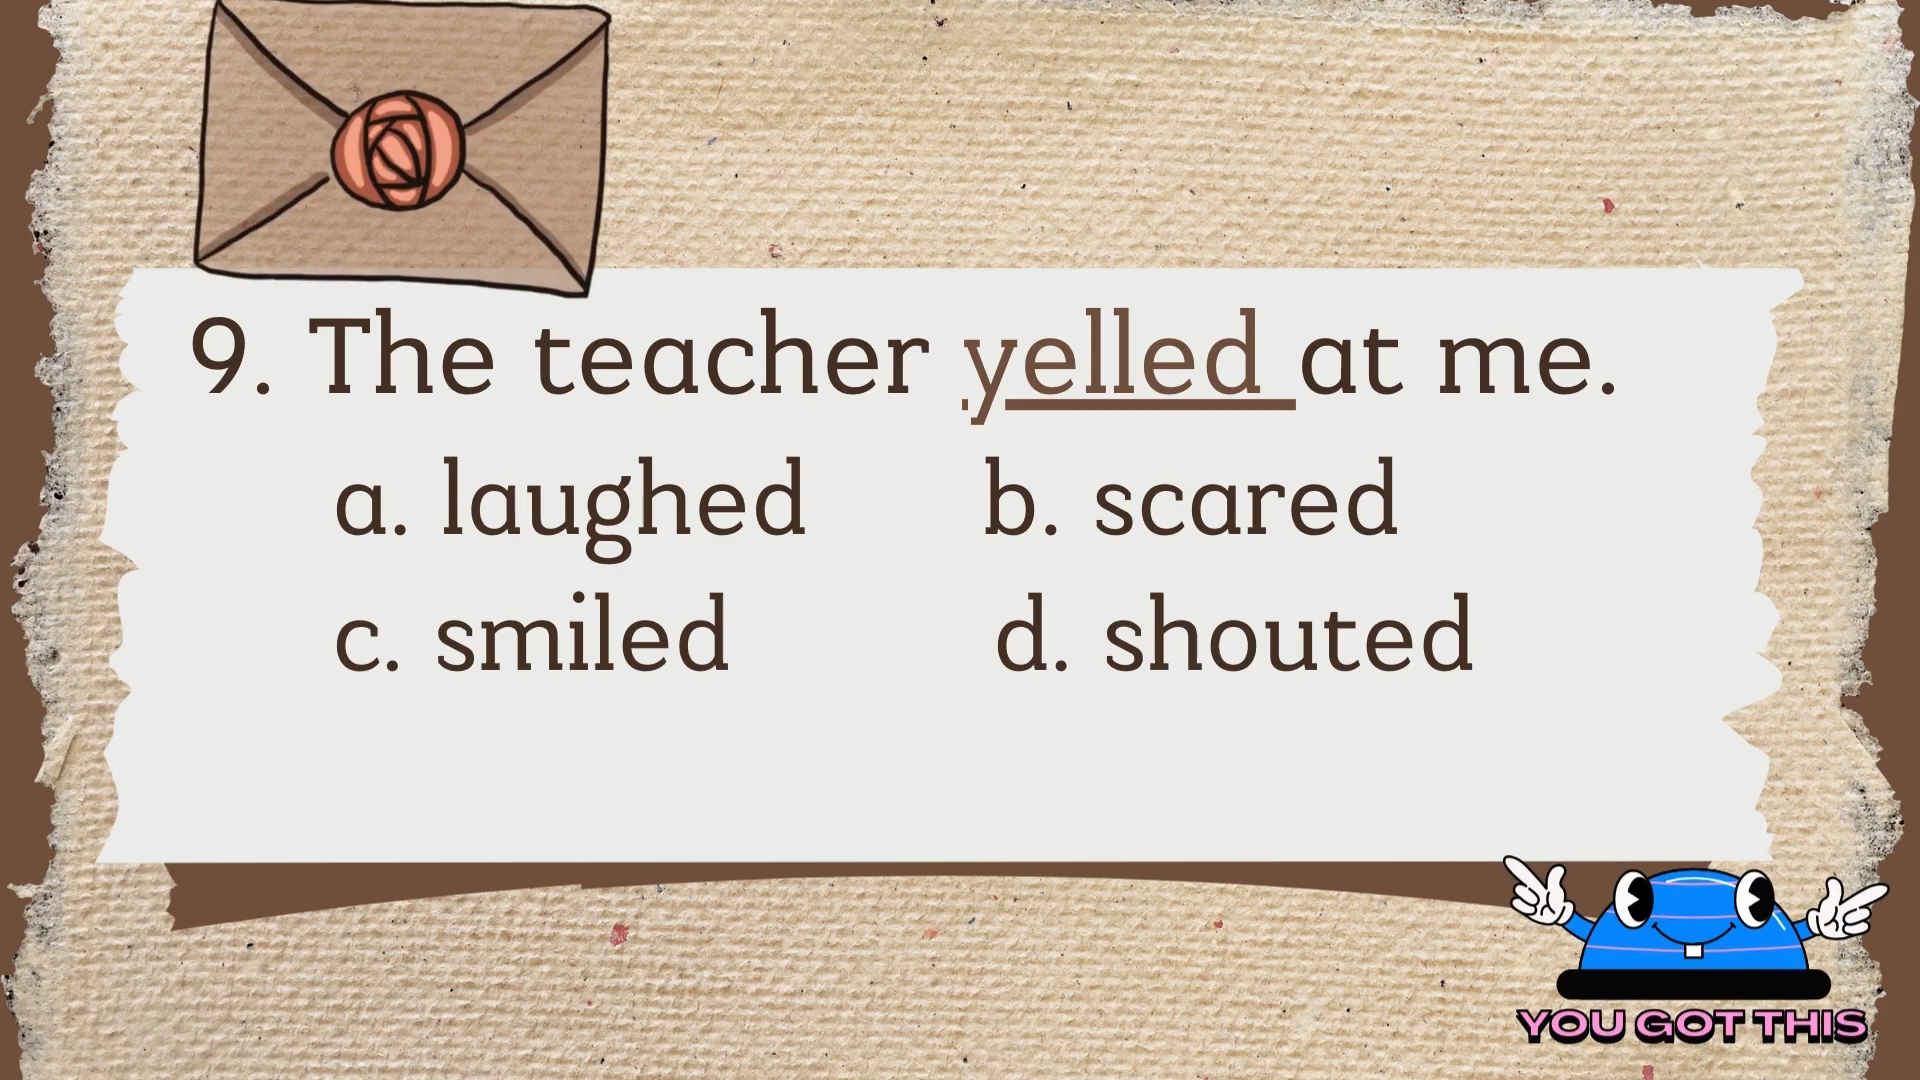 9. The teacher yelled at me.
a. laughed b. scared
c. smiled d. shouted
YOU GOT THIS